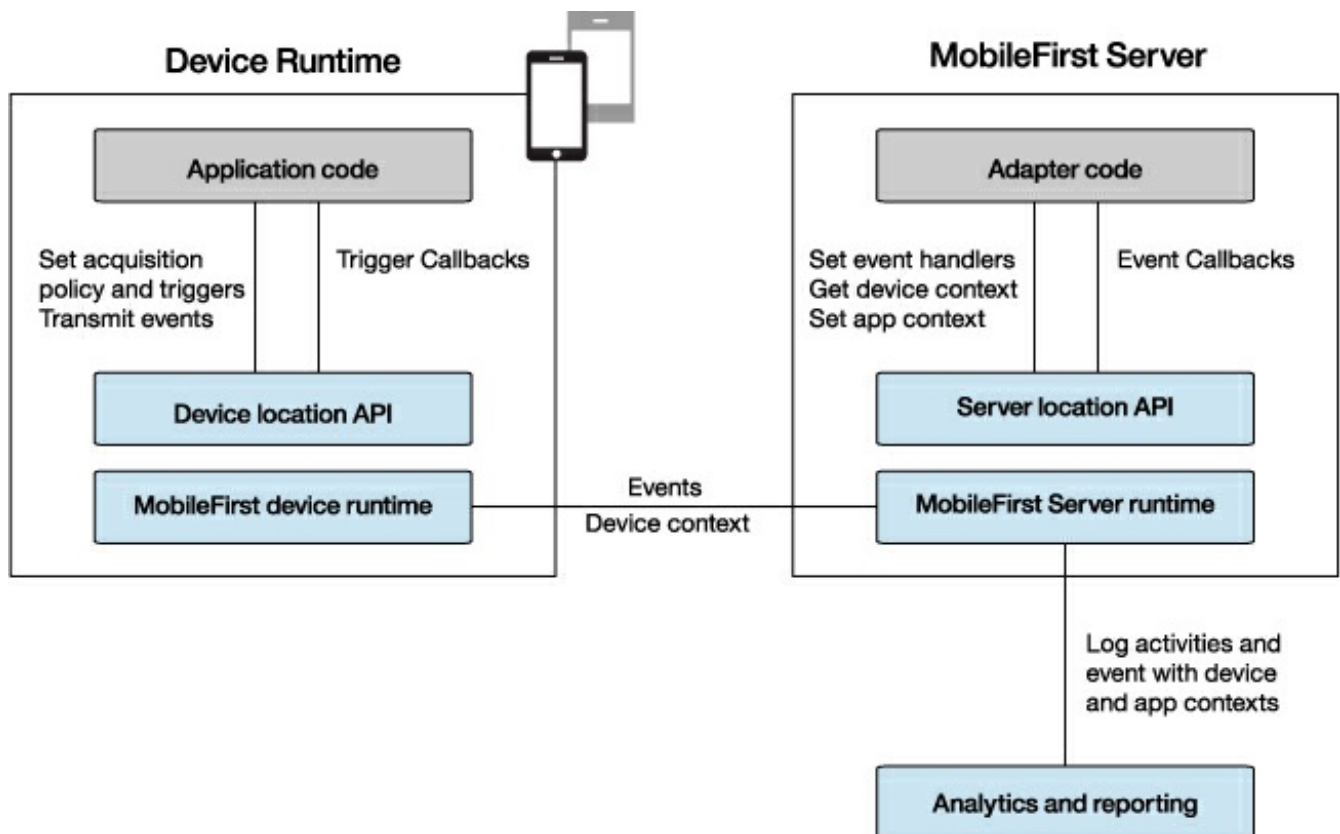 Device Runtime
MobileFirst Server
Application code
Adapter code
Set acquisition
policy and triggers
Transmit events
Trigger Callbacks
Set event handlers
Get device context
Set app context
Event Callbacks
Device location API
Server location API
MobileFirst device runtime
Events
Device context
MobileFirst Server runtime
Log activities and
event with device
and app contexts
Analytics and reporting